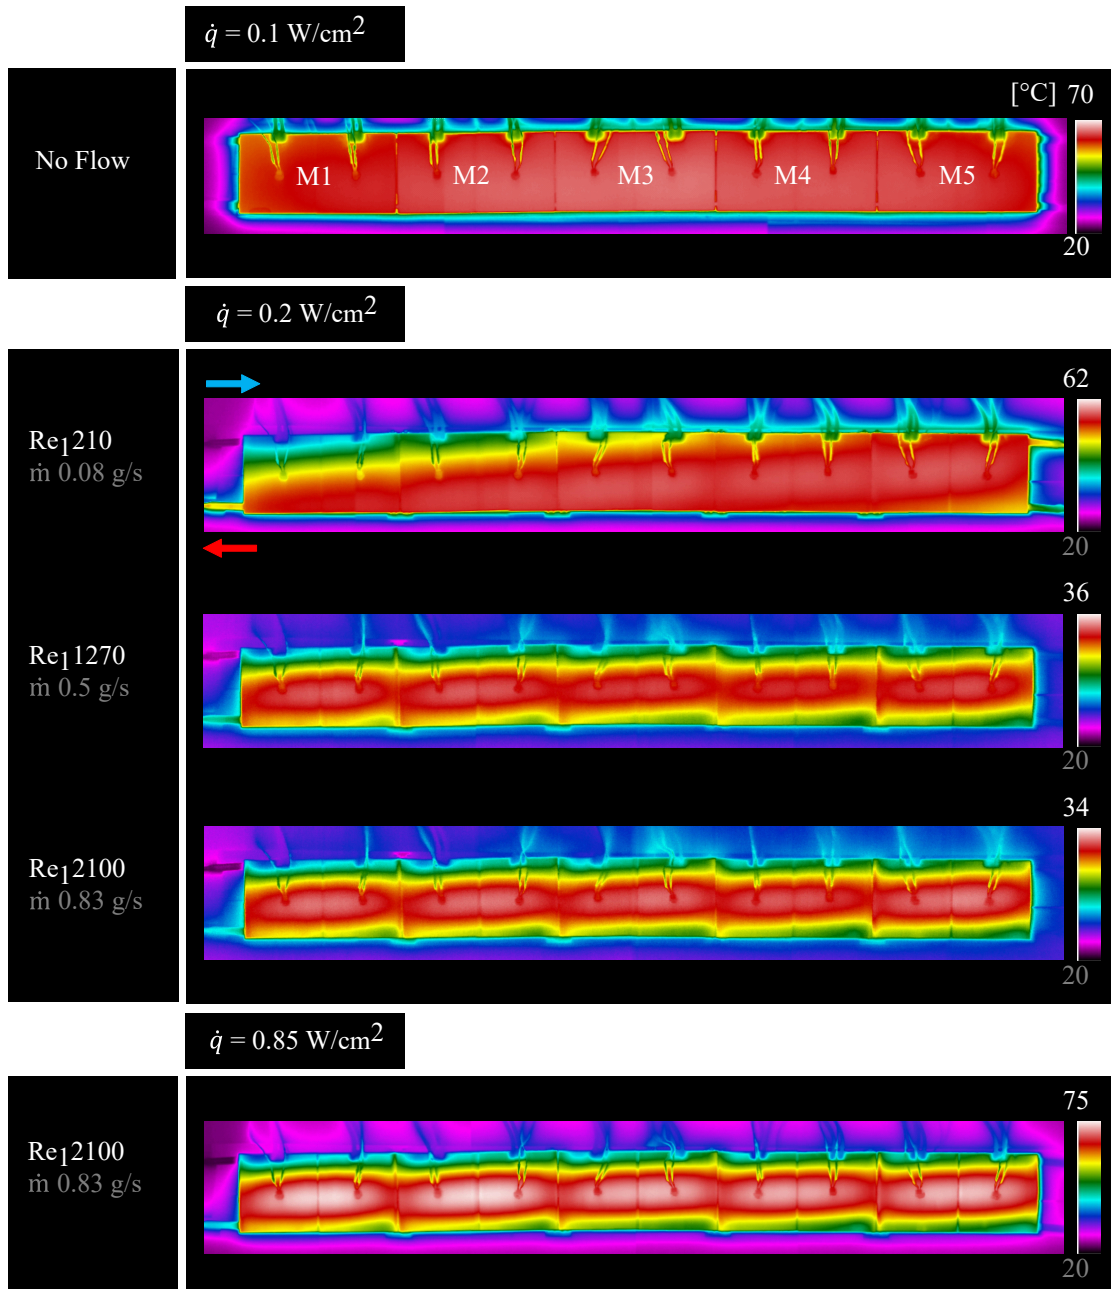 q̇ = 0.1 W/cm²
[°C] 70
No Flow
M1 M2 M3 M4 M5
20
q̇ = 0.2 W/cm²
62
Re₁210
ṁ 0.08 g/s
20
36
Re₁1270
ṁ 0.5 g/s
20
34
Re₁2100
ṁ 0.83 g/s
20
q̇ = 0.85 W/cm²
75
Re₁2100
ṁ 0.83 g/s
20